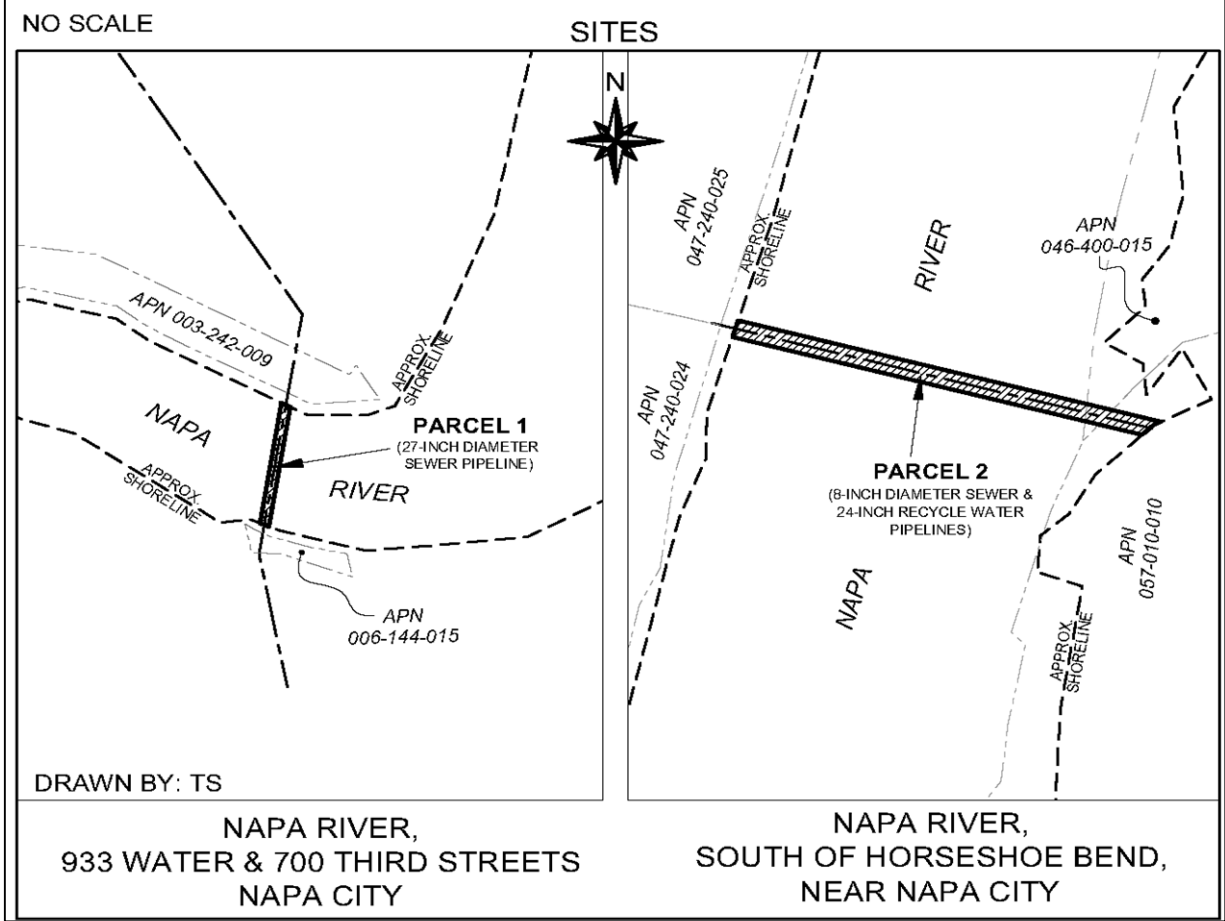 NO SCALE
SITES
N
APN 003-242-009
NAPA
RIVER
APPROX.
SHORELINE
APPROX.
SHORELINE
PARCEL 1
(27-INCH DIAMETER
SEWER PIPELINE)
APN
006-144-015
DRAWN BY: TS
NAPA RIVER,
933 WATER & 700 THIRD STREETS
NAPA CITY
APN
047-240-025
APPROX.
SHORELINE
RIVER
APN
046-400-015
APN
047-240-024
PARCEL 2
(8-INCH DIAMETER SEWER &
24-INCH RECYCLE WATER
PIPELINES)
NAPA
APN
057-010-010
APPROX.
SHORELINE
NAPA RIVER,
SOUTH OF HORSESHOE BEND,
NEAR NAPA CITY